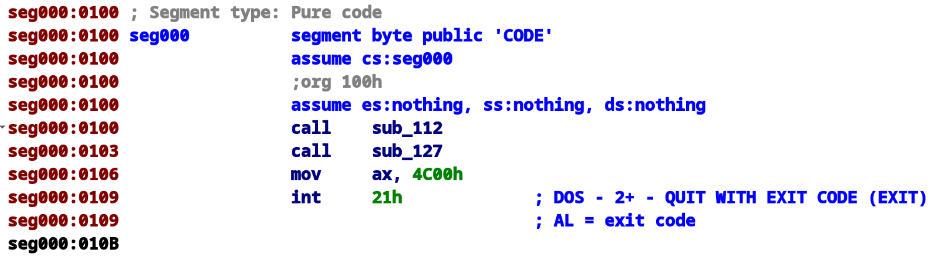 seg000:0100 ; Segment type: Pure code
seg000:0100 seg000 segment byte public 'CODE'
seg000:0100 assume cs:seg000
seg000:0100 ;org 100h
seg000:0100 assume es:nothing, ss:nothing, ds:nothing
seg000:0100 call sub_112
seg000:0103 call sub_127
seg000:0106 mov ax, 4C00h
seg000:0109 int 21h ; DOS - 2+ - QUIT WITH EXIT CODE (EXIT)
seg000:0109 ; AL = exit code
seg000:010B